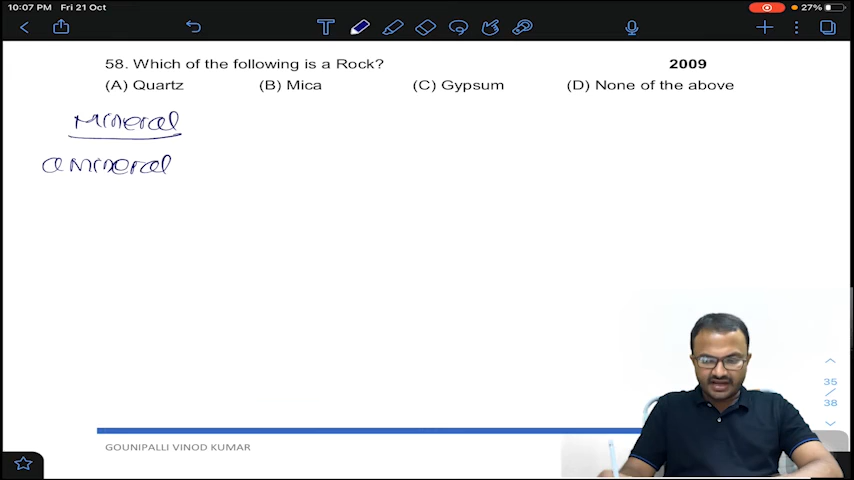 10:07 PM Fri 21 Oct 27%
58. Which of the following is a Rock? 2009
(A) Quartz (B) Mica (C) Gypsum (D) None of the above
Mineral
a Mineral
35
/
38
GOUNIPALLI VINOD KUMAR